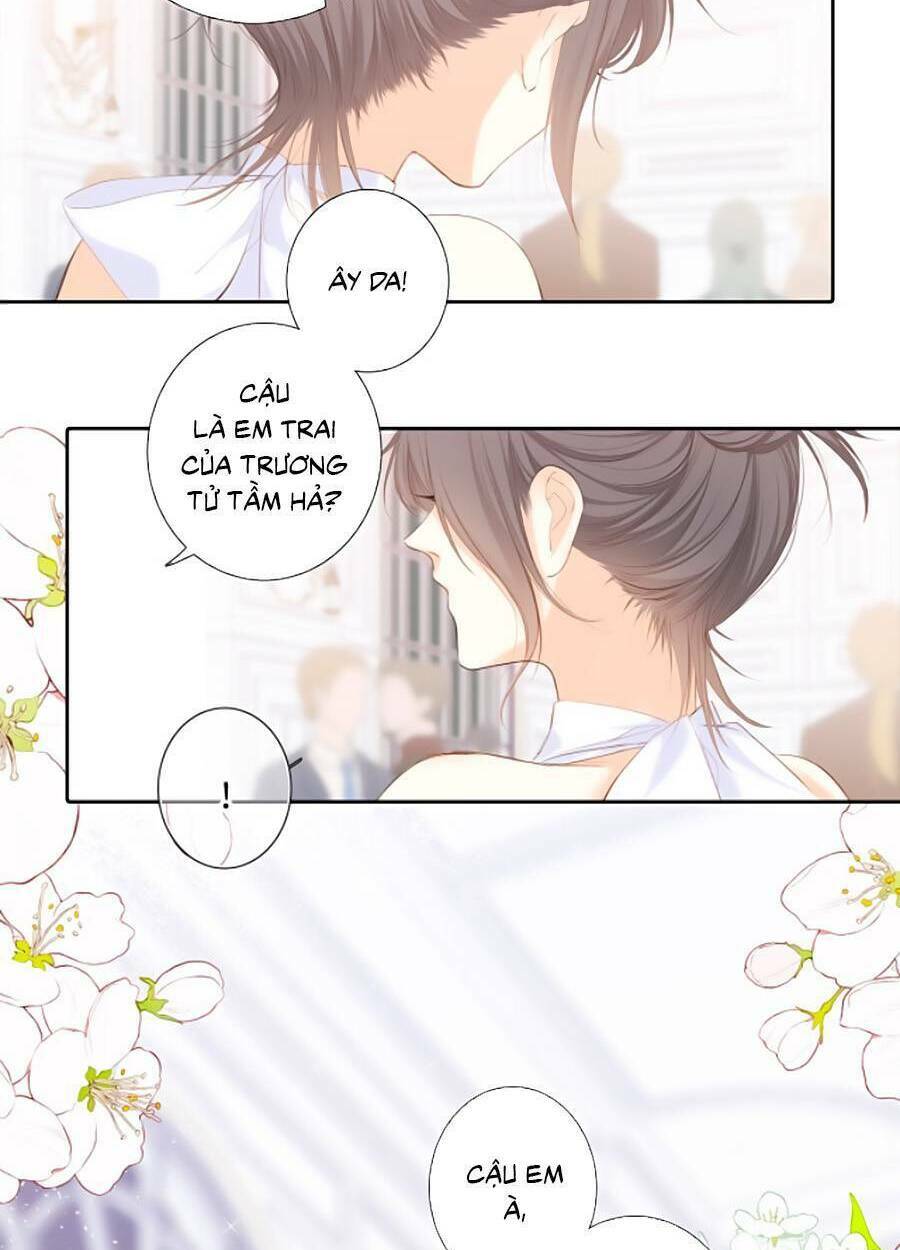 ÂY DA!
CẬU
LÀ EM TRAI
CỦA TRƯƠNG
TỬ TẦM HẢ?
!
CẬU EM
À,